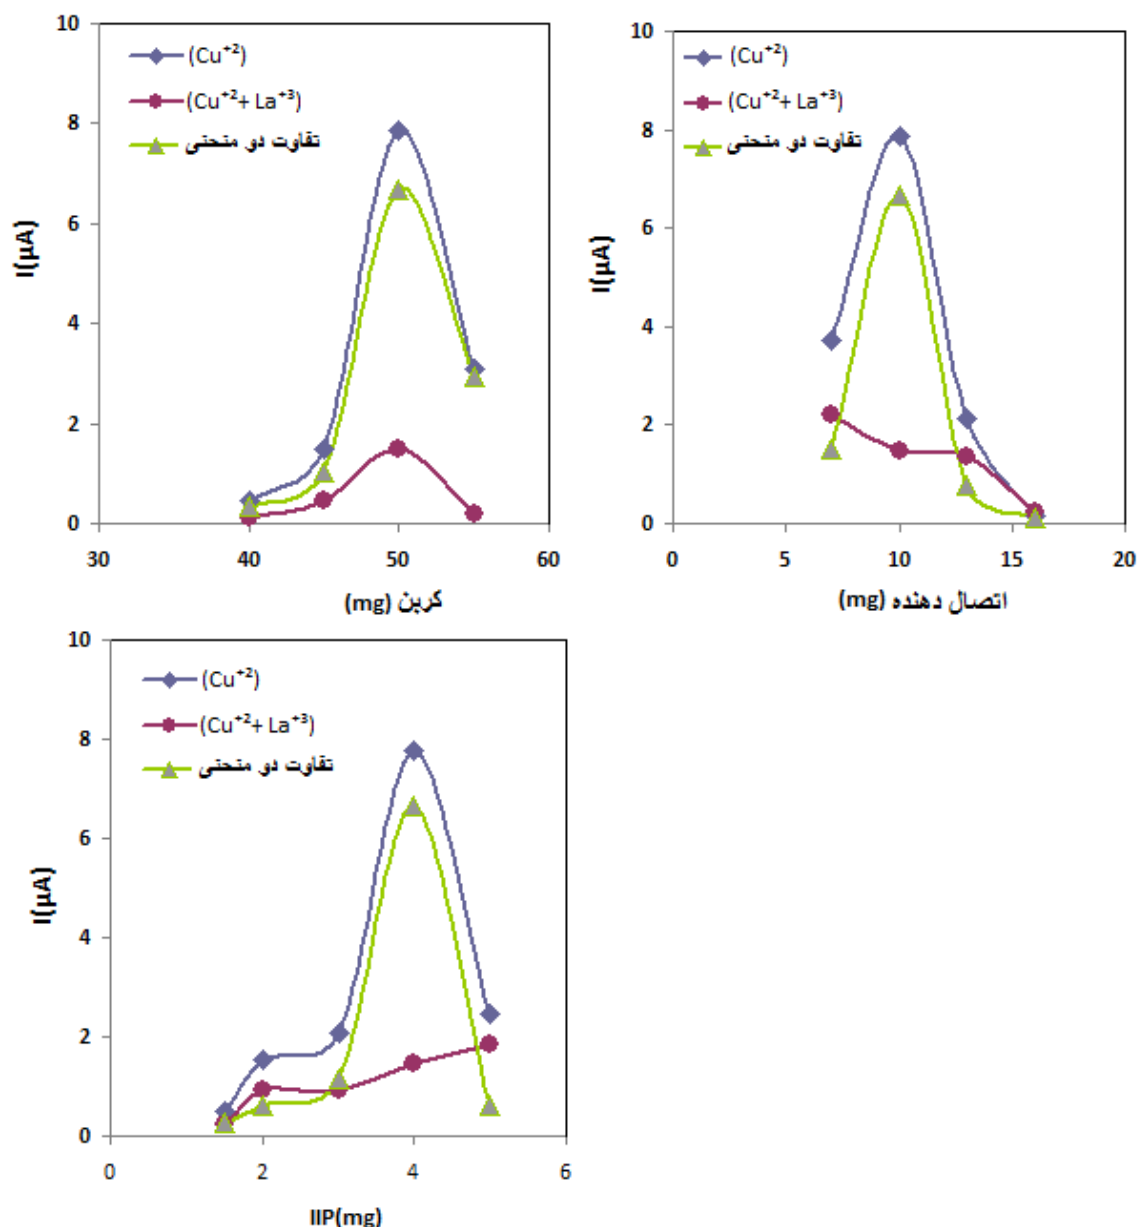 10
8
6
4
2
0
I(µA)
(Cu⁺²)
(Cu⁺²+ La⁺³)
تفاوت دو منحنی
30 40 50 60
کربن (mg)
10
8
6
4
2
0
I(µA)
(Cu⁺²)
(Cu⁺²+ La⁺³)
تفاوت دو منحنی
0 5 10 15 20
اتصال دهنده (mg)
10
8
6
4
2
0
I(µA)
(Cu⁺²)
(Cu⁺²+ La⁺³)
تفاوت دو منحنی
0 2 4 6
IIP(mg)